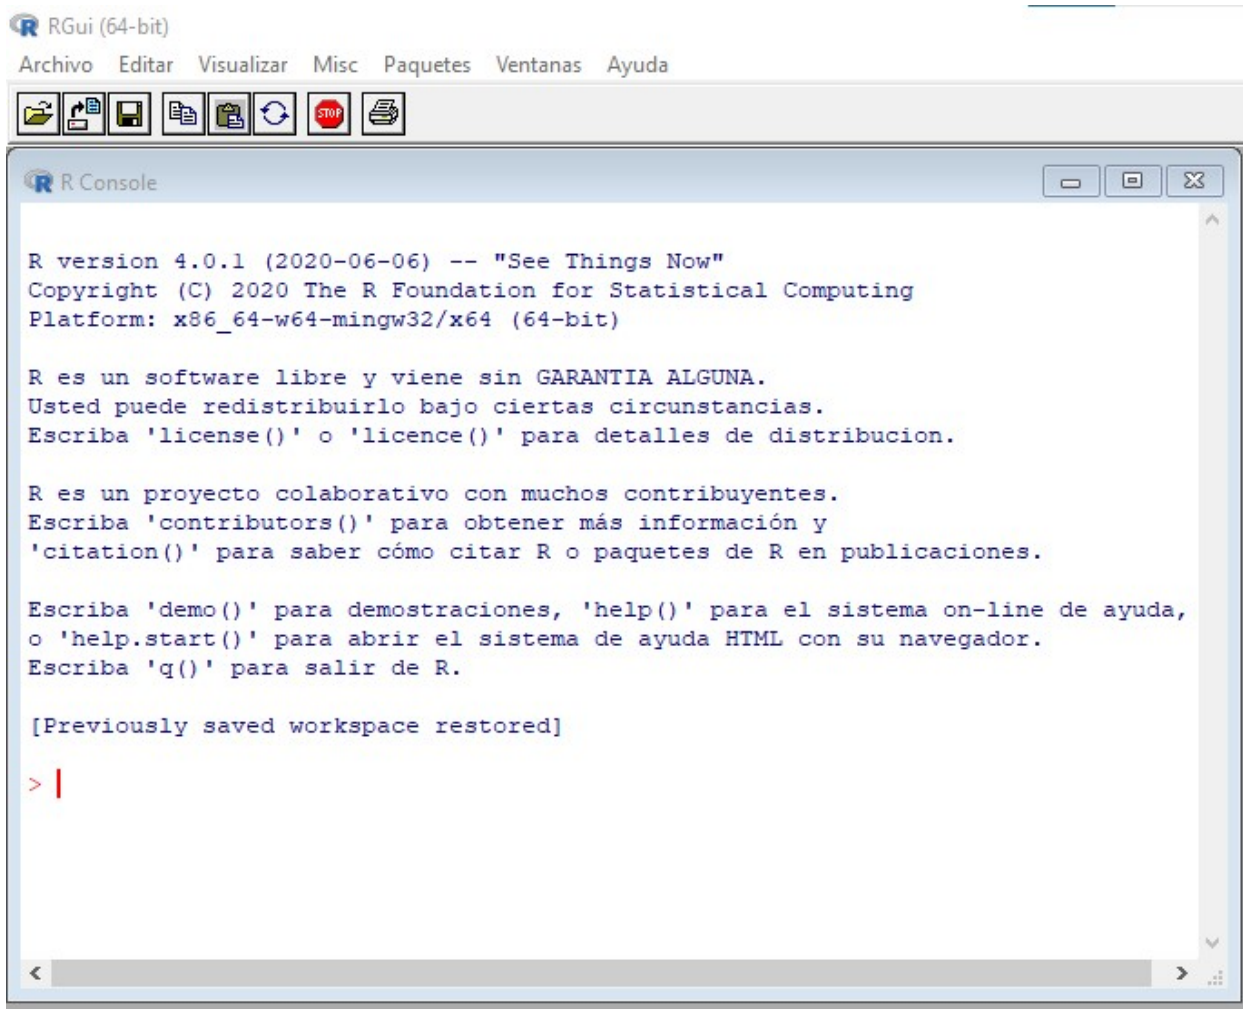 RGui (64-bit)
Archivo Editar Visualizar Misc Paquetes Ventanas Ayuda
STOP
R Console
R version 4.0.1 (2020-06-06) -- "See Things Now"
Copyright (C) 2020 The R Foundation for Statistical Computing
Platform: x86_64-w64-mingw32/x64 (64-bit)
R es un software libre y viene sin GARANTIA ALGUNA.
Usted puede redistribuirlo bajo ciertas circunstancias.
Escriba 'license()' o 'licence()' para detalles de distribucion.
R es un proyecto colaborativo con muchos contribuyentes.
Escriba 'contributors()' para obtener más información y
'citation()' para saber cómo citar R o paquetes de R en publicaciones.
Escriba 'demo()' para demostraciones, 'help()' para el sistema on-line de ayuda,
o 'help.start()' para abrir el sistema de ayuda HTML con su navegador.
Escriba 'q()' para salir de R.
[Previously saved workspace restored]
>